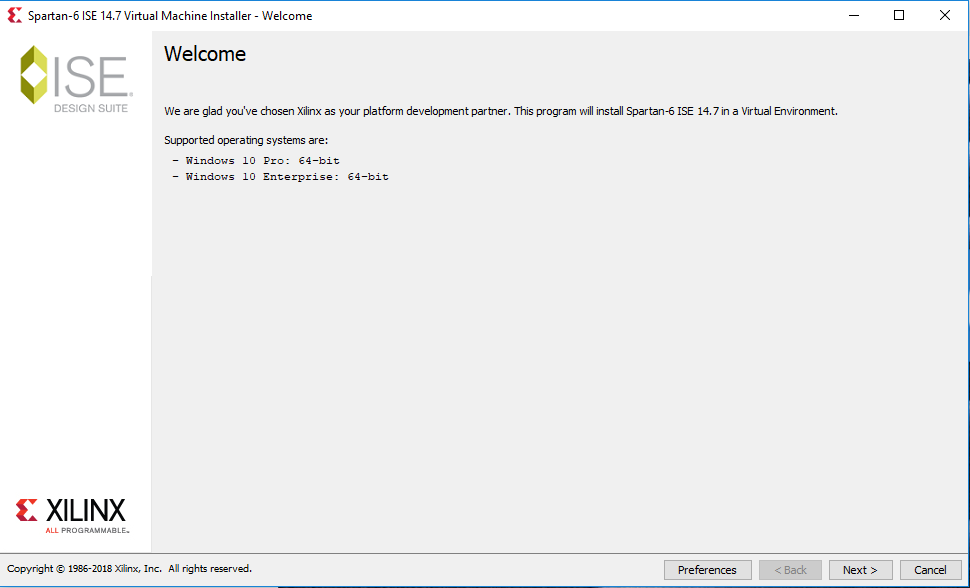 Spartan-6 ISE 14.7 Virtual Machine Installer - Welcome
ISE.
DESIGN SUITE
Welcome
We are glad you've chosen Xilinx as your platform development partner. This program will install Spartan-6 ISE 14.7 in a Virtual Environment.
Supported operating systems are:
- Windows 10 Pro: 64-bit
- Windows 10 Enterprise: 64-bit
XILINX
ALL PROGRAMMABLE™
Copyright © 1986-2018 Xilinx, Inc. All rights reserved.
Preferences
< Back
Next >
Cancel